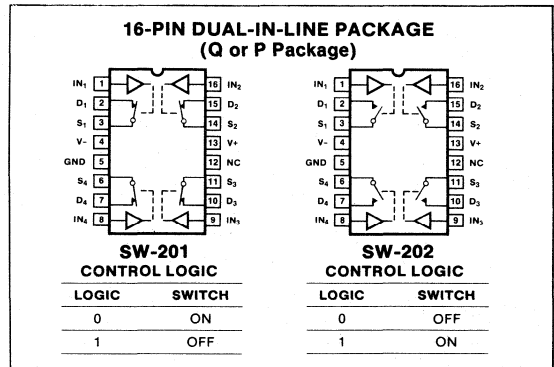 16-PIN DUAL-IN-LINE PACKAGE
(Q or P Package)
IN1 1 16 IN2
D1 2 15 D2
S1 3 14 S2
V- 4 13 V+
GND 5 12 NC
S4 6 11 S3
D4 7 10 D3
IN4 8 9 IN3
SW-201
CONTROL LOGIC
LOGIC SWITCH
0 ON
1 OFF
IN1 1 16 IN2
D1 2 15 D2
S1 3 14 S2
V- 4 13 V+
GND 5 12 NC
S4 6 11 S3
D4 7 10 D3
IN4 8 9 IN3
SW-202
CONTROL LOGIC
LOGIC SWITCH
0 OFF
1 ON